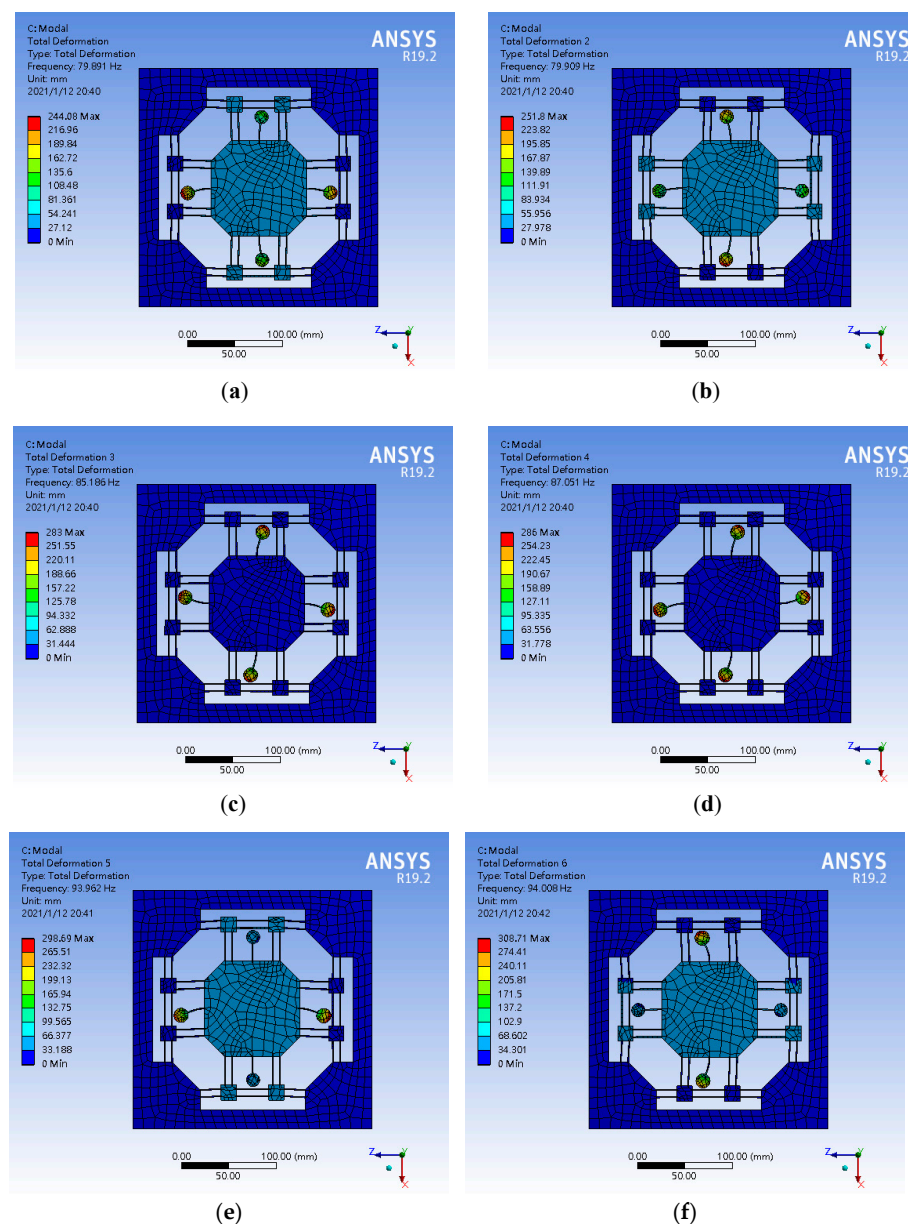 C: Modal
Total Deformation
Type: Total Deformation
Frequency: 79.891 Hz
Unit: mm
2021/1/12 20:40
ANSYS
R19.2
244.08 Max
216.96
189.84
162.72
135.6
108.48
81.361
54.241
27.12
0 Min
0.00
100.00 (mm)
50.00
Z
Y
X
(a)
C: Modal
Total Deformation 2
Type: Total Deformation
Frequency: 79.909 Hz
Unit: mm
2021/1/12 20:40
ANSYS
R19.2
251.8 Max
223.82
195.85
167.87
139.89
111.91
83.934
55.956
27.978
0 Min
0.00
100.00 (mm)
50.00
Z
Y
X
(b)
C: Modal
Total Deformation 3
Type: Total Deformation
Frequency: 85.186 Hz
Unit: mm
2021/1/12 20:40
ANSYS
R19.2
283 Max
251.55
220.11
188.66
157.22
125.78
94.332
62.888
31.444
0 Min
0.00
100.00 (mm)
50.00
Z
Y
X
(c)
C: Modal
Total Deformation 4
Type: Total Deformation
Frequency: 87.051 Hz
Unit: mm
2021/1/12 20:40
ANSYS
R19.2
286 Max
254.23
222.45
190.67
158.89
127.11
95.335
63.556
31.778
0 Min
0.00
100.00 (mm)
50.00
Z
Y
X
(d)
C: Modal
Total Deformation 5
Type: Total Deformation
Frequency: 93.962 Hz
Unit: mm
2021/1/12 20:41
ANSYS
R19.2
298.69 Max
265.51
232.32
199.13
165.94
132.75
99.565
66.377
33.188
0 Min
0.00
100.00 (mm)
50.00
Z
Y
X
(e)
C: Modal
Total Deformation 6
Type: Total Deformation
Frequency: 94.008 Hz
Unit: mm
2021/1/12 20:42
ANSYS
R19.2
308.71 Max
274.41
240.11
205.81
171.5
137.2
102.9
68.602
34.301
0 Min
0.00
100.00 (mm)
50.00
Z
Y
X
(f)